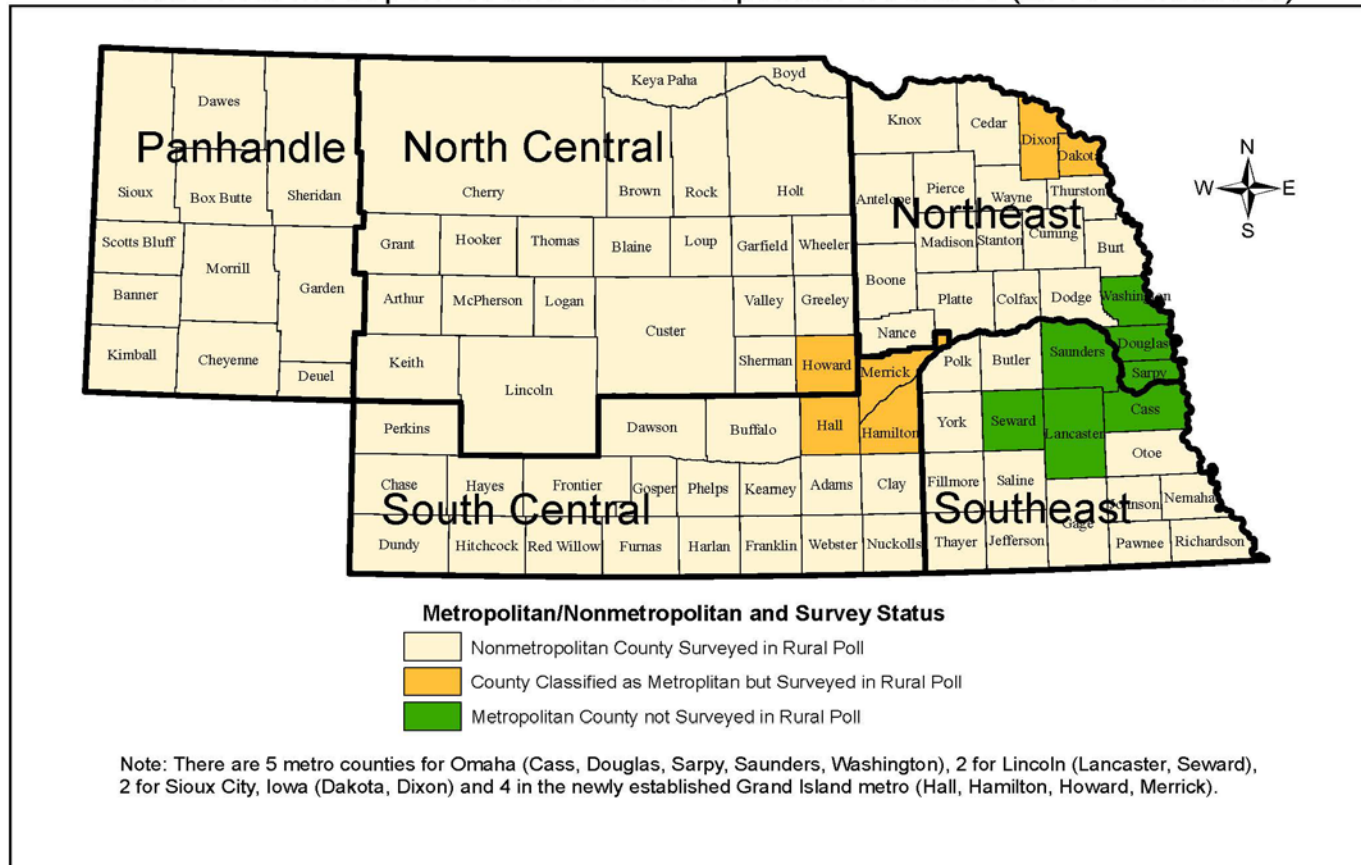 Keya Paha
Boyd
Dawes
Knox
Cedar
Dixon
Dakota
Panhandle
North Central
N
W
E
S
Sioux
Box Butte
Sheridan
Cherry
Brown
Rock
Holt
Antelope
Pierce
Wayne
Thurston
Northeast
Scotts Bluff
Morrill
Grant
Hooker
Thomas
Blaine
Loup
Garfield
Wheeler
Madison
Stanton
Cuming
Burt
Banner
Garden
Arthur
McPherson
Logan
Custer
Valley
Greeley
Boone
Platte
Colfax
Dodge
Washington
Kimball
Cheyenne
Deuel
Keith
Lincoln
Sherman
Howard
Nance
Merrick
Polk
Butler
Saunders
Douglas
Sarpy
Perkins
Dawson
Buffalo
Hall
Hamilton
York
Seward
Lancaster
Cass
Otoe
Chase
Hayes
Frontier
Gosper
Phelps
Kearney
Adams
Clay
Fillmore
Saline
Johnson
Nemaha
South Central
Southeast
Gage
Dundy
Hitchcock
Red Willow
Furnas
Harlan
Franklin
Webster
Nuckolls
Thayer
Jefferson
Pawnee
Richardson
Metropolitan/Nonmetropolitan and Survey Status
Nonmetropolitan County Surveyed in Rural Poll
County Classified as Metroplitan but Surveyed in Rural Poll
Metropolitan County not Surveyed in Rural Poll
Note: There are 5 metro counties for Omaha (Cass, Douglas, Sarpy, Saunders, Washington), 2 for Lincoln (Lancaster, Seward),
2 for Sioux City, Iowa (Dakota, Dixon) and 4 in the newly established Grand Island metro (Hall, Hamilton, Howard, Merrick).